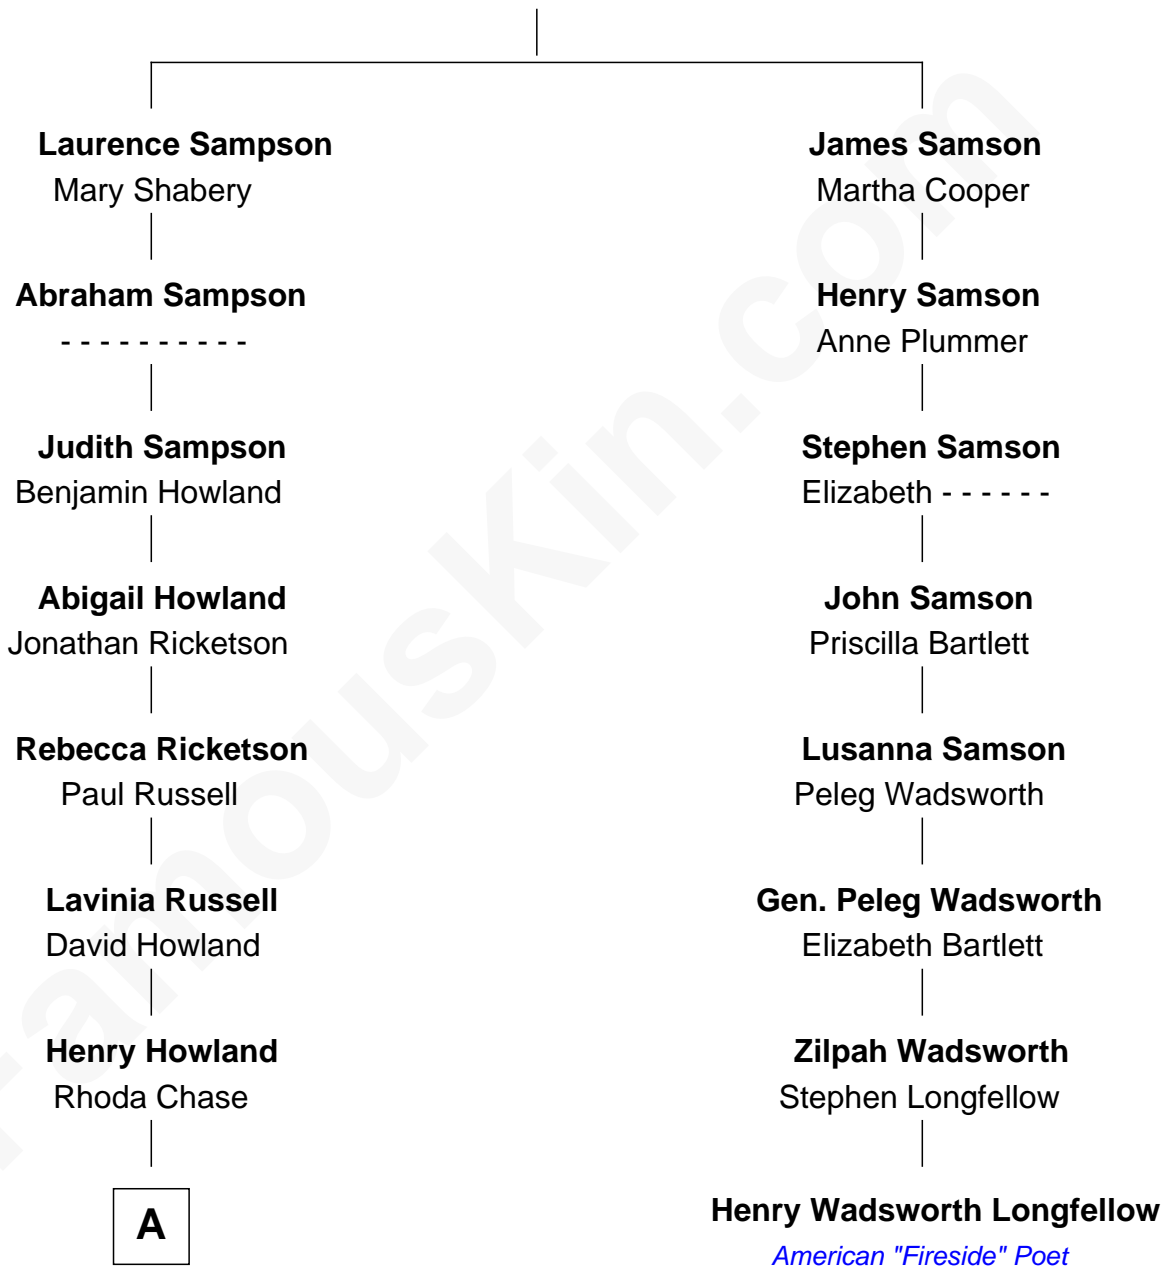 Laurence Sampson
Mary Shabery
James Samson
Martha Cooper
Abraham Sampson
- - - - - - - - - -
Henry Samson
Anne Plummer
Judith Sampson
Benjamin Howland
Stephen Samson
Elizabeth - - - - - -
Abigail Howland
Jonathan Ricketson
John Samson
Priscilla Bartlett
Rebecca Ricketson
Paul Russell
Lusanna Samson
Peleg Wadsworth
Lavinia Russell
David Howland
Gen. Peleg Wadsworth
Elizabeth Bartlett
Henry Howland
Rhoda Chase
Zilpah Wadsworth
Stephen Longfellow
A
Henry Wadsworth Longfellow
American "Fireside" Poet
FamousKin.com